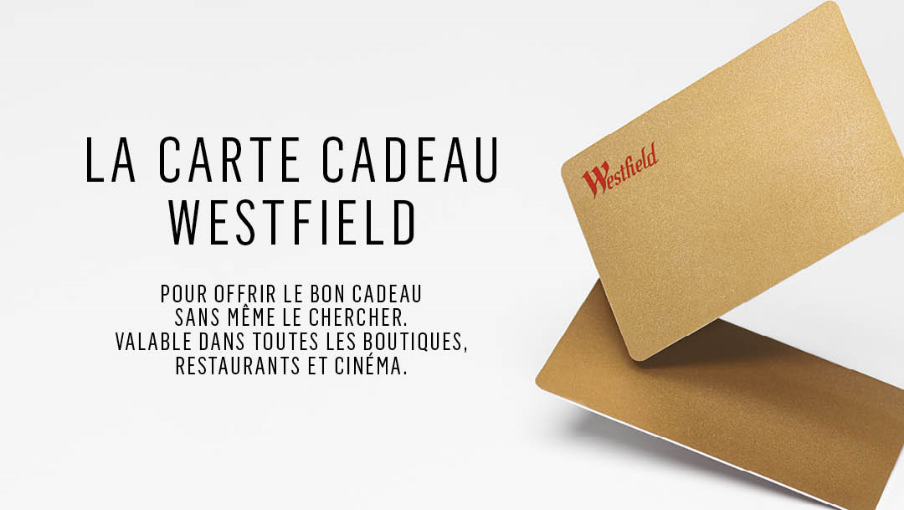 LA CARTE CADEAU
WESTFIELD
POUR OFFRIR LE BON CADEAU
SANS MÊME LE CHERCHER.
VALABLE DANS TOUTES LES BOUTIQUES,
RESTAURANTS ET CINÉMA.
Westfield